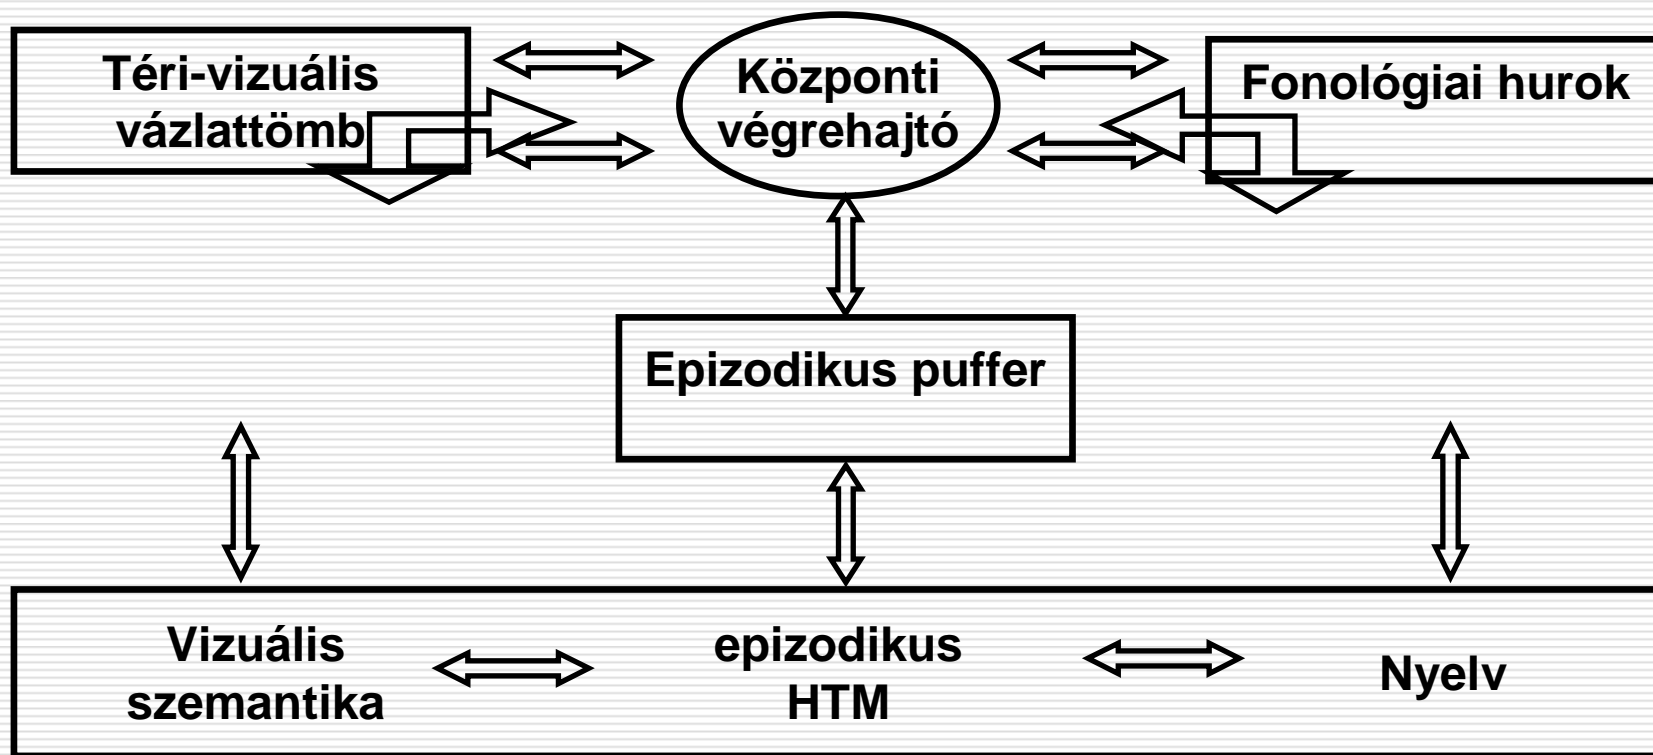 Téri-vizuális
vázlattömb
Központi
végrehajtó
Fonológiai hurok
Epizodikus puffer
Vizuális
szemantika
epizodikus
HTM
Nyelv